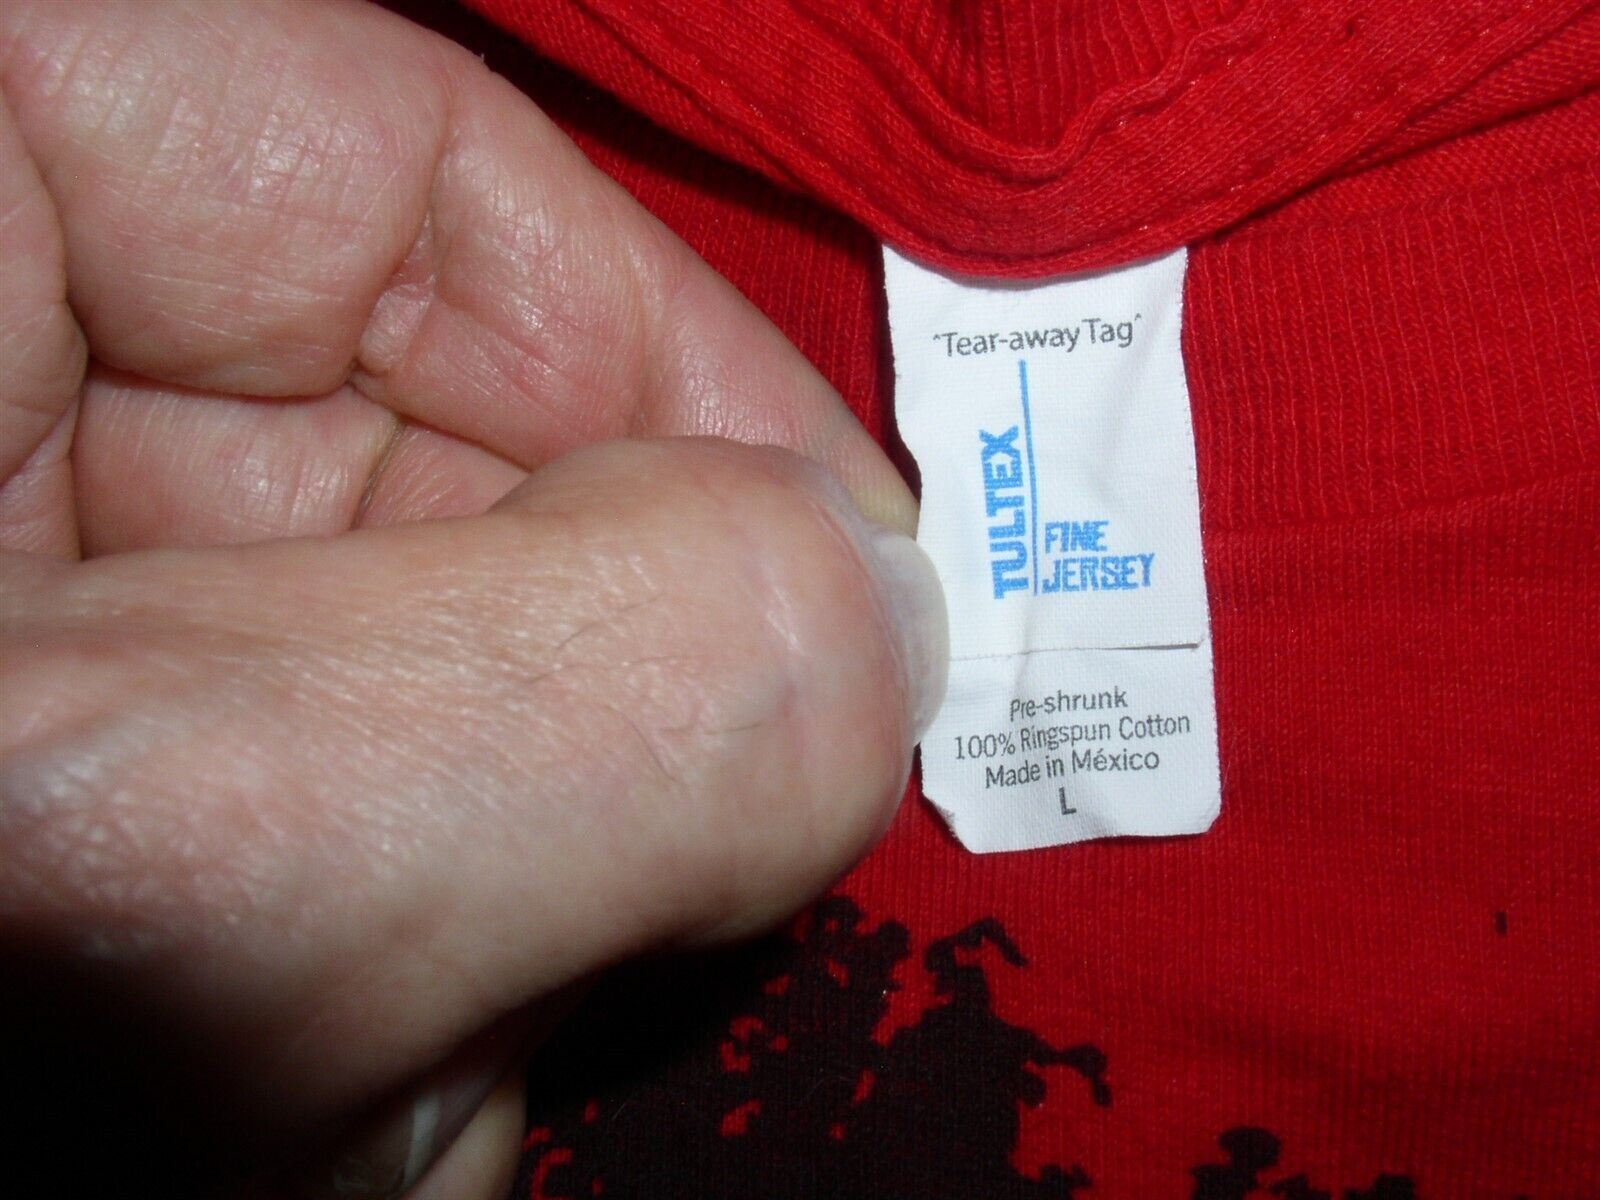 "Tear-away Tag"
TULTEX
FINE
JERSEY
Pre-shrunk
100% Ringspun Cotton
Made in México
L